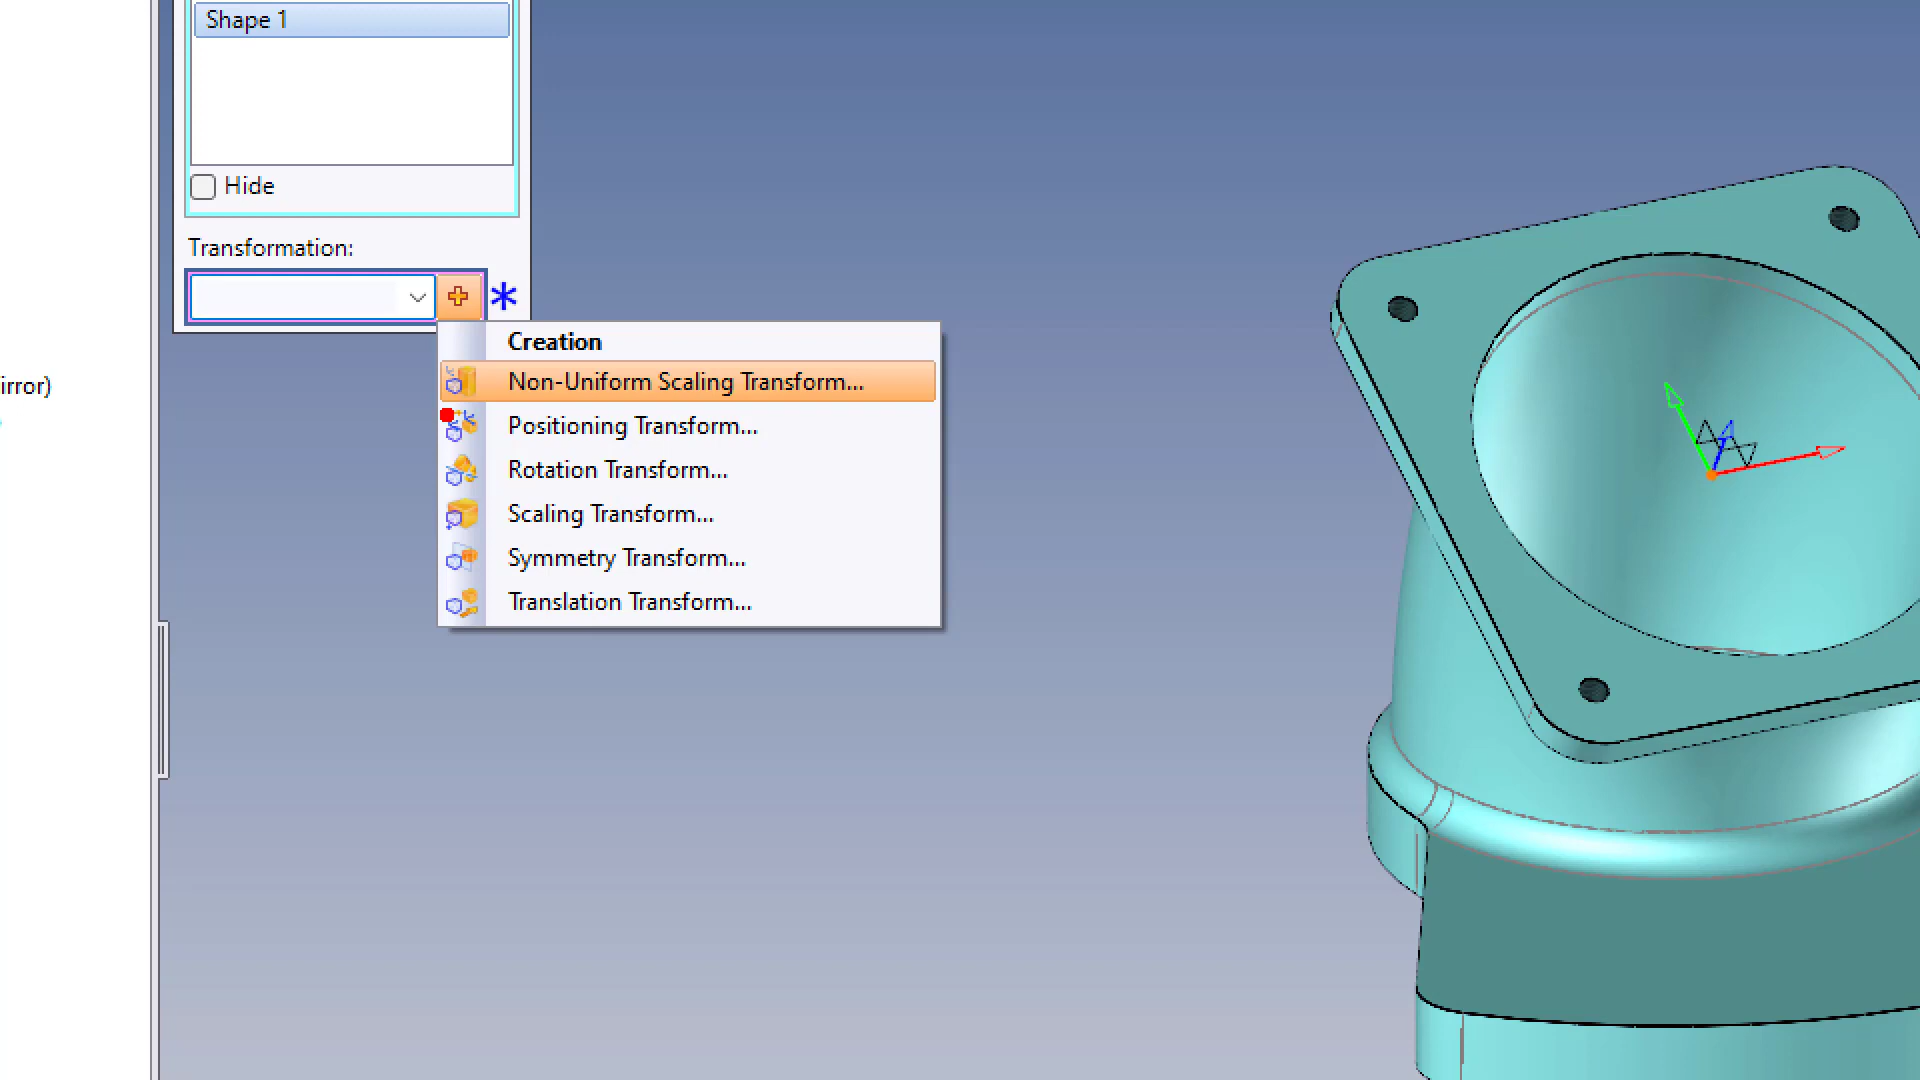 Shape 1
Hide
Transformation:
Creation
Non-Uniform Scaling Transform...
irror)
Positioning Transform...
Rotation Transform...
Scaling Transform...
Symmetry Transform...
Translation Transform...